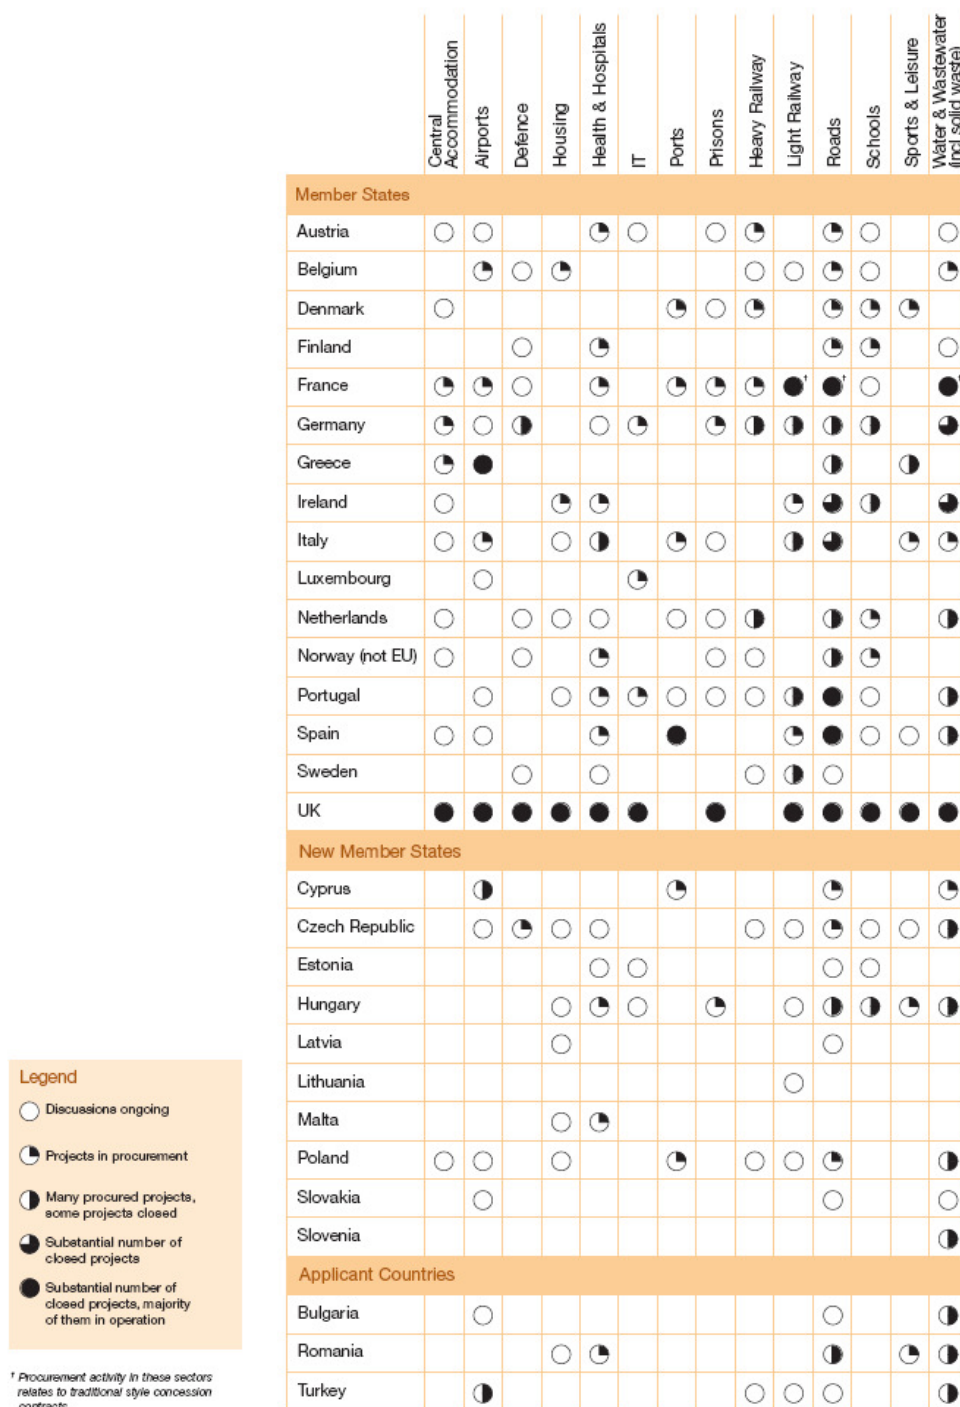 Central
Accommodation
Airports
Defence
Housing
Health & Hospitals
IT
Ports
Prisons
Heavy Railway
Light Railway
Roads
Schools
Sports & Leisure
Water & Wastewater
(incl solid waste)
Member States
Austria
Belgium
Denmark
Finland
France † † †
Germany
Greece
Ireland
Italy
Luxembourg
Netherlands
Norway (not EU)
Portugal
Spain
Sweden
UK
New Member States
Cyprus
Czech Republic
Estonia
Hungary
Latvia
Lithuania
Malta
Poland
Slovakia
Slovenia
Applicant Countries
Bulgaria
Romania
Turkey
Legend
Discussions ongoing
Projects in procurement
Many procured projects,
some projects closed
Substantial number of
closed projects
Substantial number of
closed projects, majority
of them in operation
† Procurement activity in these sectors
relates to traditional style concession
contracts